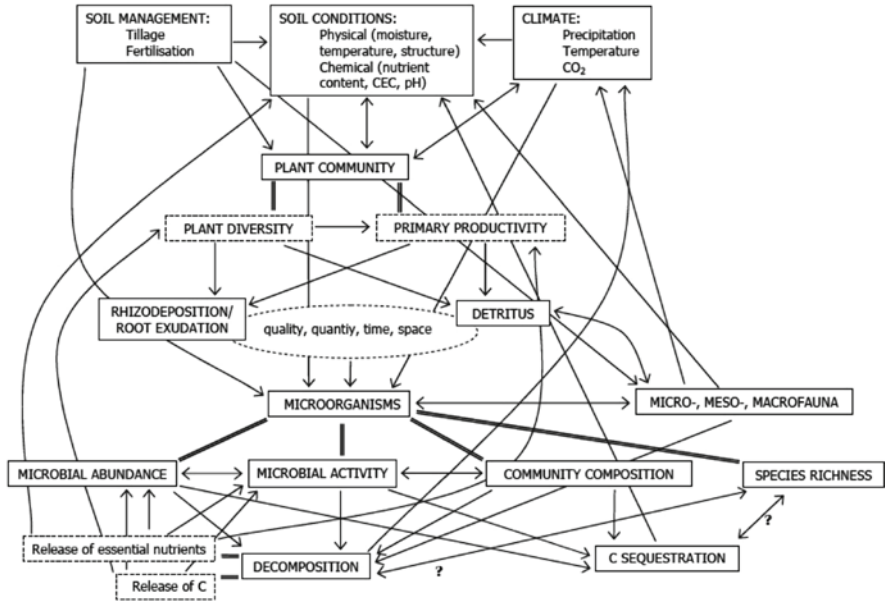 SOIL MANAGEMENT:
Tillage
Fertilisation
SOIL CONDITIONS:
Physical (moisture,
temperature, structure)
Chemical (nutrient
content, CEC, pH)
CLIMATE:
Precipitation
Temperature
CO₂
PLANT COMMUNITY
PLANT DIVERSITY
PRIMARY PRODUCTIVITY
RHIZODEPOSITION/
ROOT EXUDATION
quality, quantiy, time, space
DETRITUS
MICROORGANISMS
MICRO-, MESO-, MACROFAUNA
MICROBIAL ABUNDANCE
MICROBIAL ACTIVITY
COMMUNITY COMPOSITION
SPECIES RICHNESS
?
Release of essential nutrients
DECOMPOSITION
?
C SEQUESTRATION
Release of C